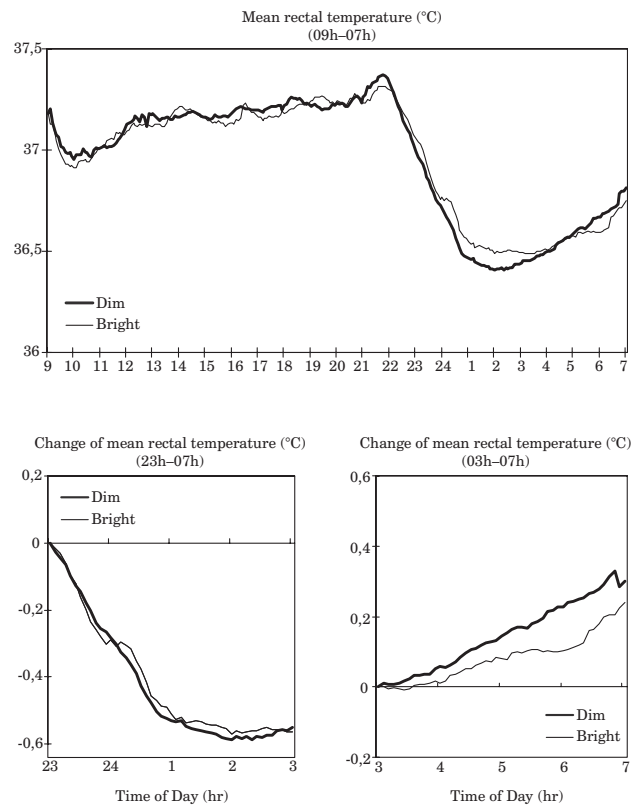 Mean rectal temperature (°C)
(09h–07h)
37,5
37
36,5
36
Dim
Bright
9 10 11 12 13 14 15 16 17 18 19 20 21 22 23 24 1 2 3 4 5 6 7
Change of mean rectal temperature (°C)
(23h–07h)
0,2
0
-0,2
-0,4
-0,6
Dim
Bright
23 24 1 2 3
Time of Day (hr)
Change of mean rectal temperature (°C)
(03h–07h)
0,6
0,4
0,2
0
-0,2
Dim
Bright
3 4 5 6 7
Time of Day (hr)